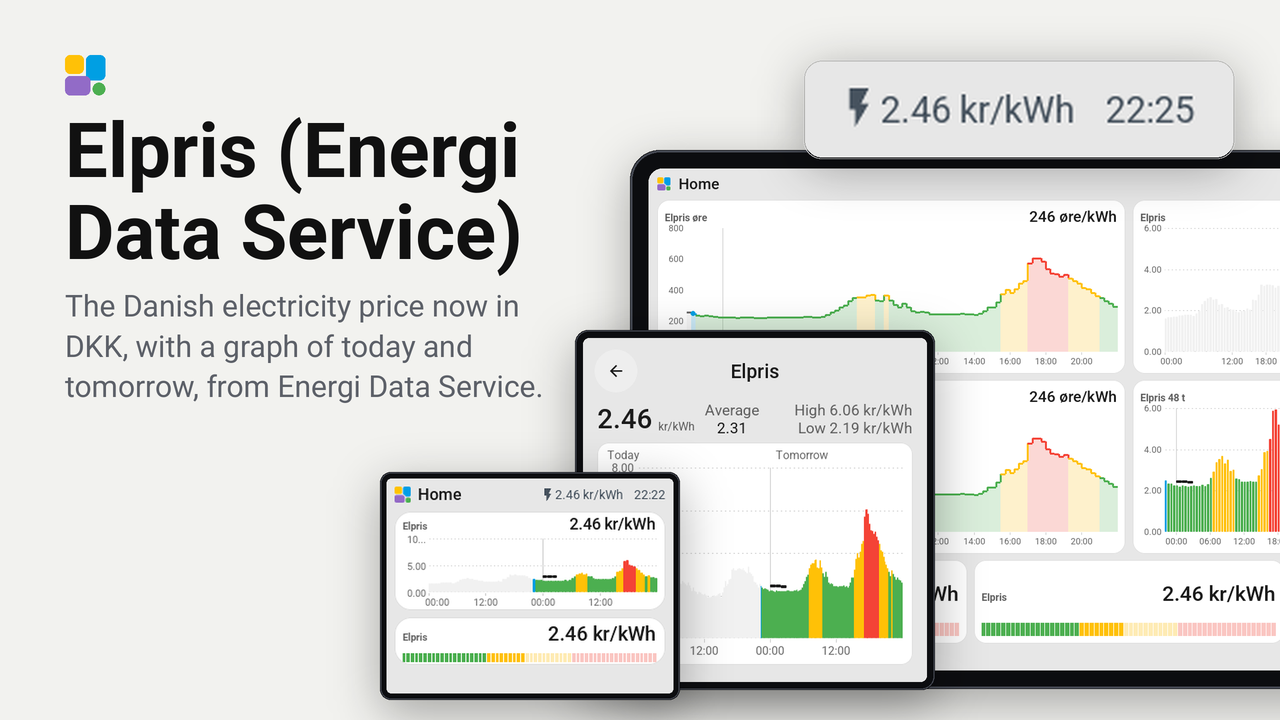 Elpris (Energi
Data Service)
The Danish electricity price now in
DKK, with a graph of today and
tomorrow, from Energi Data Service.
2.46 kr/kWh 22:25
Home
Elpris øre 246 øre/kWh
800
600
400
200
14:00 16:00 18:00 20:00
Elpris
6.00
4.00
2.00
0.00
00:00 12:00 18:00
246 øre/kWh
14:00 16:00 18:00 20:00
Elpris 48 t
6.00
4.00
2.00
0.00
00:00 06:00 12:00
Elpris 2.46 kr/kWh
Elpris
2.46 kr/kWh
Average
2.31
High 6.06 kr/kWh
Low 2.19 kr/kWh
Today Tomorrow
8.00
12:00 00:00 12:00
Home 2.46 kr/kWh 22:22
Elpris 2.46 kr/kWh
10...
5.00
0.00
00:00 12:00 00:00 12:00
Elpris 2.46 kr/kWh